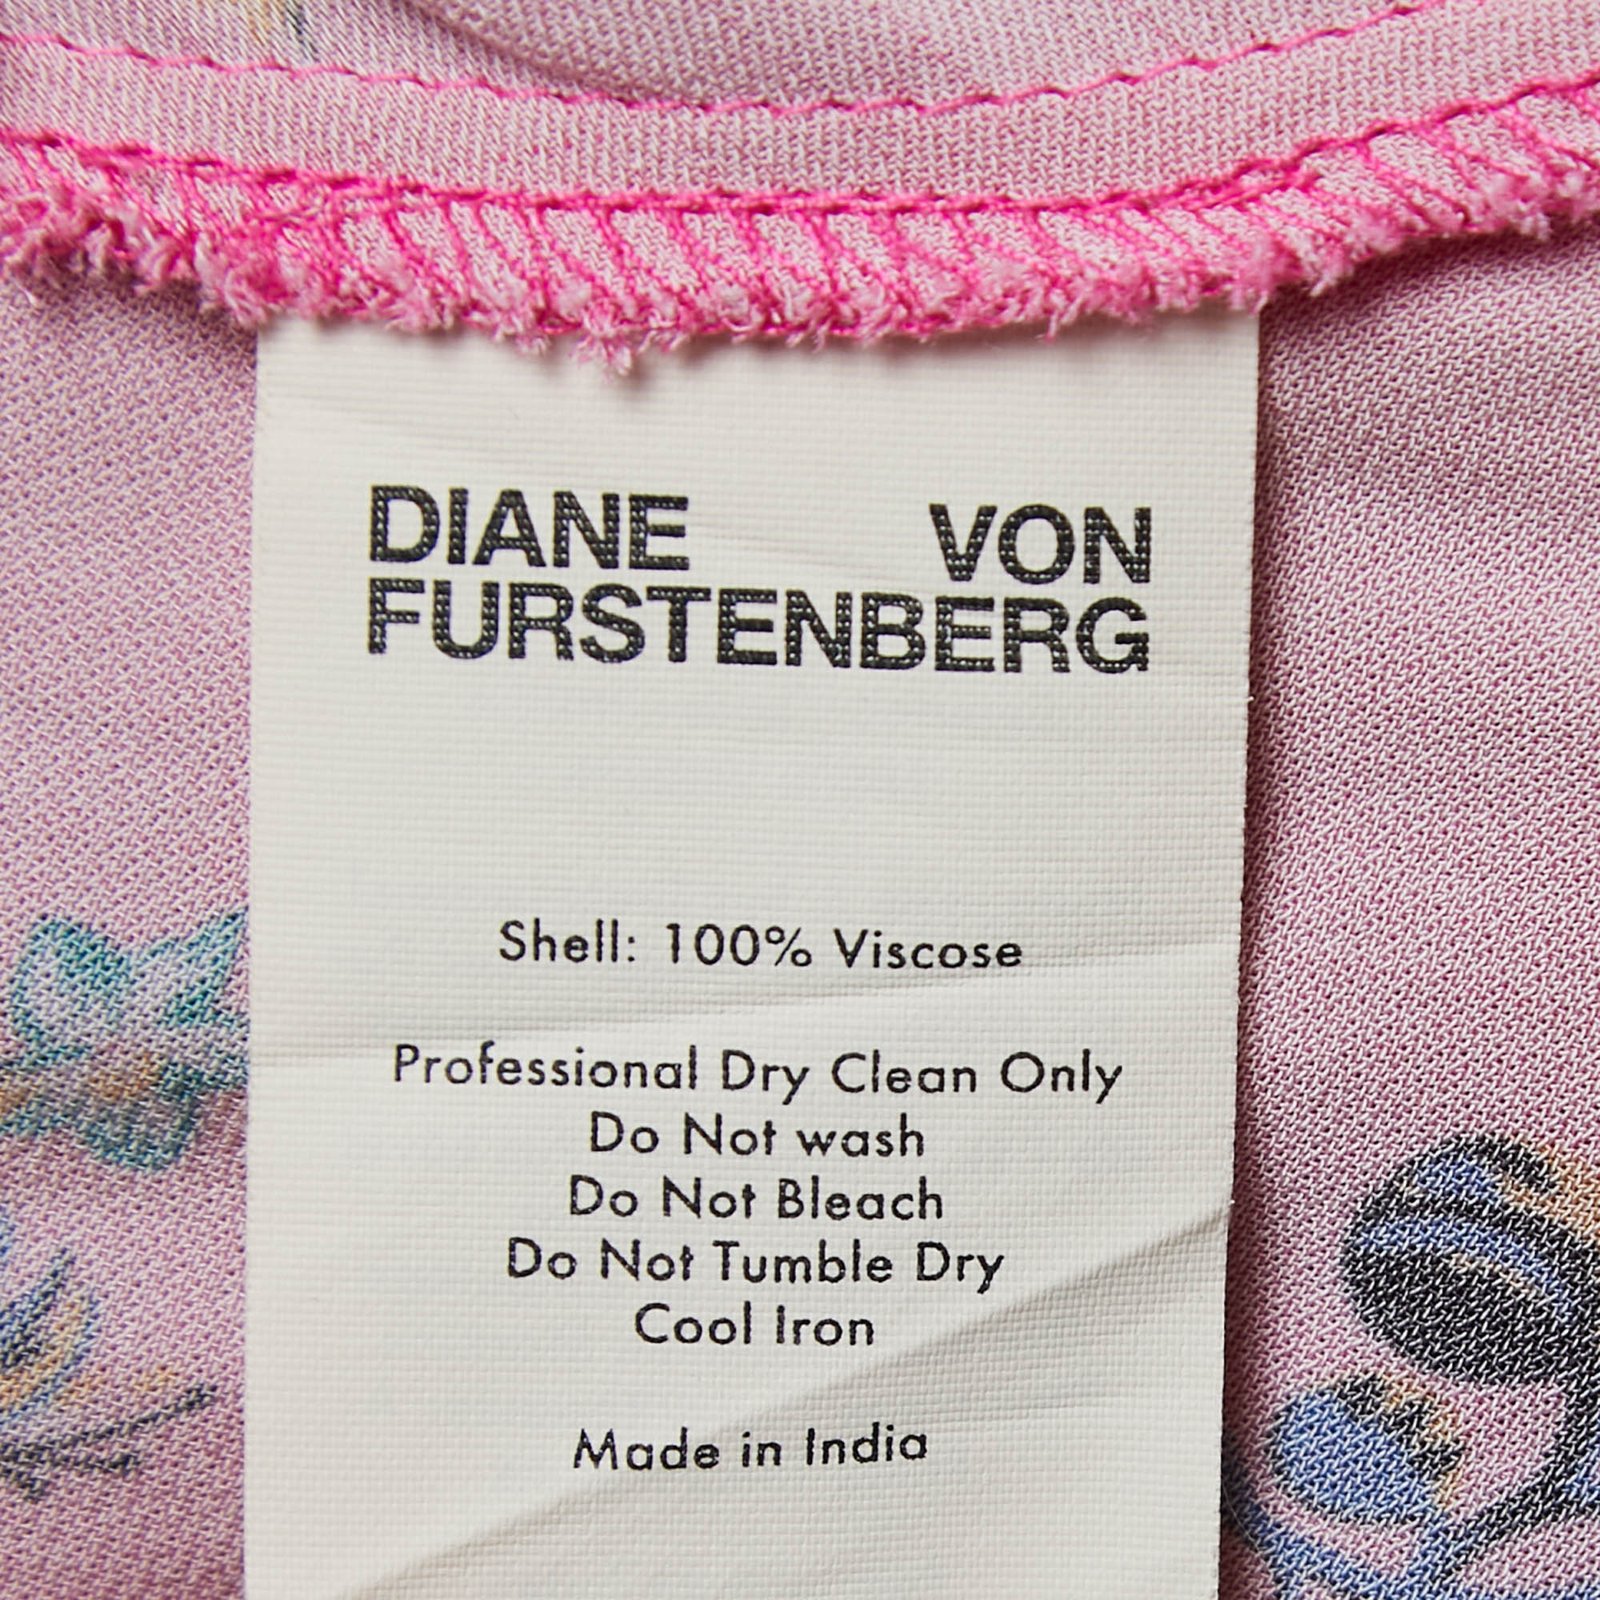 DIANE VON
FURSTENBERG
Shell: 100% Viscose
Professional Dry Clean Only
Do Not wash
Do Not Bleach
Do Not Tumble Dry
Cool Iron
Made in India